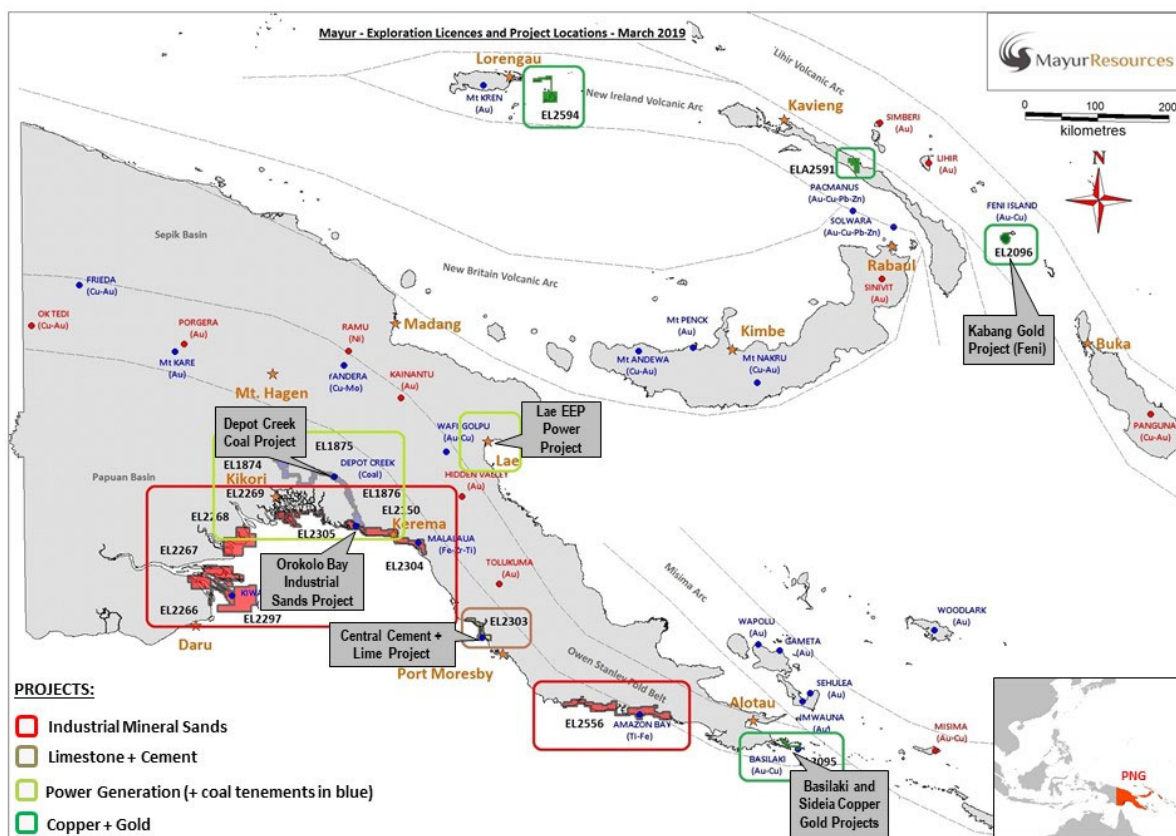 Mayur - Exploration Licences and Project Locations - March 2019
MayurResources
0 100 200
kilometres
N
Lorengau
Mt KREN
(Au)
EL2594
New Ireland Volcanic Arc
Lihir Volcanic Arc
Kavieng
SIMBERI
(Au)
LIHIR
(Au)
ELA2591
PACMANUS
(Au-Cu-Pb-Zn)
SOLWARA
(Au-Cu-Pb-Zn)
FENI ISLAND
(Au-Cu)
EL2096
Kabang Gold
Project (Feni)
Rabaul
SINIVIT
(Au)
Sepik Basin
New Britain Volcanic Arc
FRIEDA
(Cu-Au)
OK TEDI
(Cu-Au)
PORGERA
(Au)
Mt KARE
(Au)
RAMU
(Ni)
Madang
Mt PENCK
(Au)
Kimbe
Mt ANDEWA
(Cu-Au)
Mt NAKRU
(Cu-Au)
Buka
PANGUNA
(Cu-Au)
Mt. Hagen
YANDERA
(Cu-Mo)
KAINANTU
(Au)
Depot Creek
Coal Project
WAFI GOLPU
(Au-Cu)
Lae EEP
Power
Project
Lae
EL1874
EL1875
DEPOT CREEK
(Coal)
HIDDEN VALLEY
(Au)
Papuan Basin
Kikori
EL2269
EL1876
EL2150
EL2268
EL2305
Kerema
MALALAUA
(Fe-Zr-Ti)
EL2267
EL2304
Orokolo Bay
Industrial
Sands Project
TOLUKUMA
(Au)
EL2266
KIWA
EL2297
Daru
EL2303
Central Cement +
Lime Project
Port Moresby
Misima Arc
WOODLARK
(Au)
WAPOLU
(Au)
GAMETA
(Au)
Owen Stanley Fold Belt
SEHULEA
(Au)
IMWAUNA
(Au)
EL2556
AMAZON BAY
(Ti-Fe)
Alotau
MISIMA
(Au-Cu)
BASILAKI
(Au-Cu)
2095
Basilaki and
Sideia Copper
Gold Projects
PROJECTS:
Industrial Mineral Sands
Limestone + Cement
Power Generation (+ coal tenements in blue)
Copper + Gold
PNG